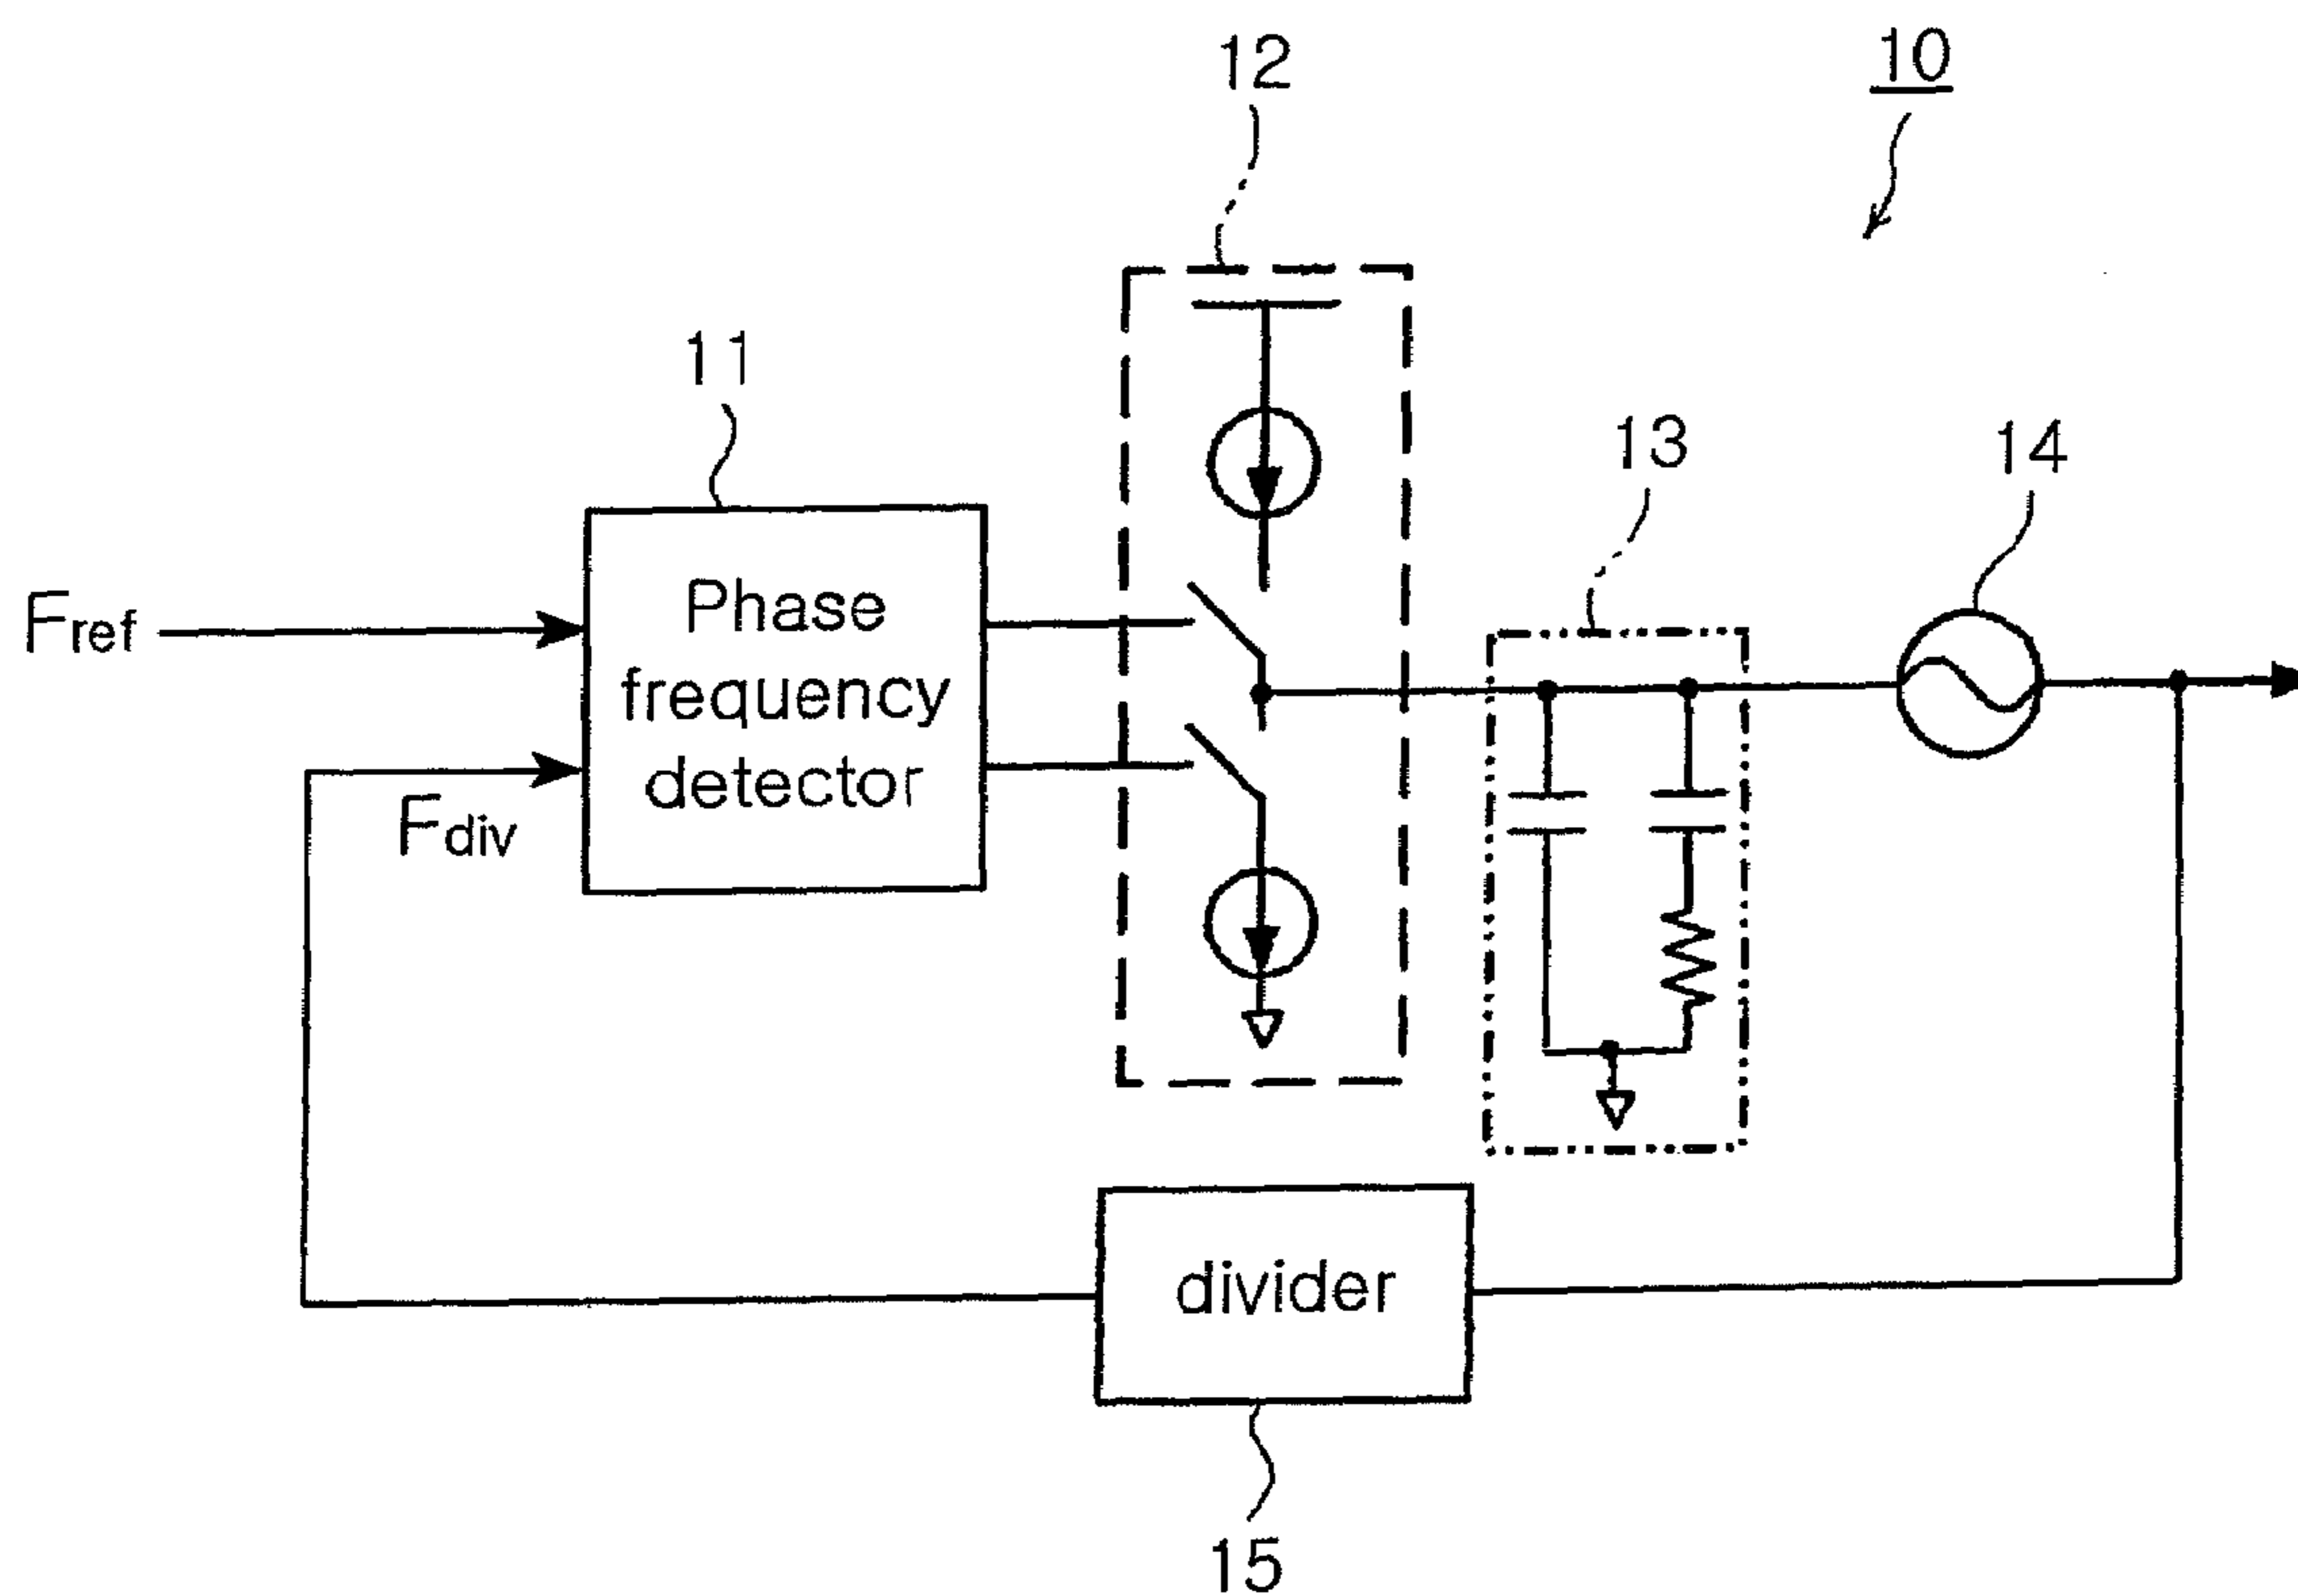 10
12
11
13
14
Fref
Phase
frequency
detector
Fdiv
divider
15